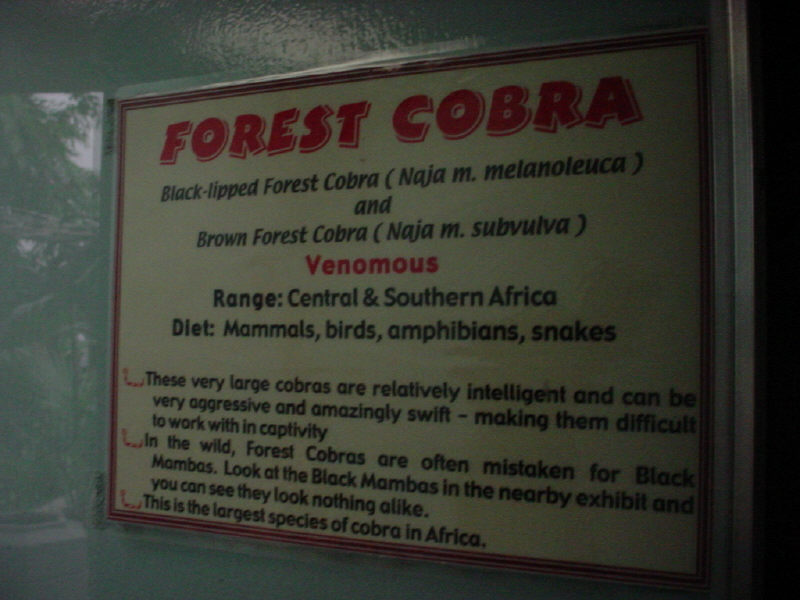 FOREST COBRA
Black-lipped Forest Cobra ( Naja m. melanoleuca )
and
Brown Forest Cobra ( Naja m. subvulva )
Venomous
Range: Central & Southern Africa
Diet: Mammals, birds, amphibians, snakes
These very large cobras are relatively intelligent and can be
very aggressive and amazingly swift - making them difficult
to work with in captivity
In the wild, Forest Cobras are often mistaken for Black
Mambas. Look at the Black Mambas in the nearby exhibit and
you can see they look nothing alike.
This is the largest species of cobra in Africa.